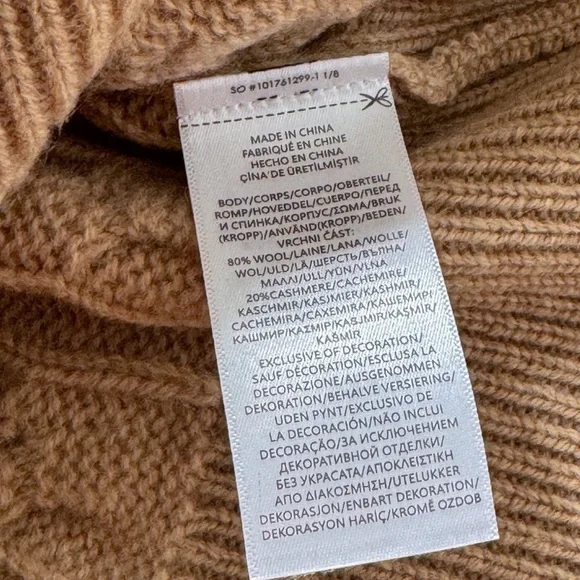 SO #101761299-1 1/8
MADE IN CHINA
FABRIQUÉ EN CHINE
HECHO EN CHINA
ÇİNA'DE ÜRETİLMİŞTİR
BODY/CORPS/CORPO/OBERTEIL/
ROMP/HOVEDDEL/CUERPO/ПЕРЕД
И СПИНКА/КОРПУС/ΣΩΜΑ/BRUK
(KROPP)/ANVÄND(KROPP)/BEDEN/
VRCHNI ČÁST:
80% WOOL/LAINE/LANA/WOLLE/
WOL/ULD/LÃ/ШЕРСТЬ/ВЪЛНА/
ΜΑΛΛΙ/ULL/YÜN/VLNA
20%CASHMERE/CACHEMIRE/
KASCHMIR/KASJMIER/KASHMIR/
CACHEMIRA/CAXEMIRA/КАШЕМИР/
КАШМИР/ΚΑΣΜΙΡ/KASJMIR/KAŞMİR/
KAŠMÍR
EXCLUSIVE OF DECORATION/
SAUF DÉCORATION/ESCLUSA LA
DECORAZIONE/AUSGENOMMEN
DEKORATION/BEHALVE VERSIERING/
UDEN PYNT/EXCLUSIVO DE
LA DECORACIÓN/NÃO INCLUI
DECORAÇÃO/ЗА ИСКЛЮЧЕНИЕМ
ДЕКОРАТИВНОЙ ОТДЕЛКИ/
БЕЗ УКРАСАТА/ΑΠΟΚΛΕΙΣΤΙΚΗ
ΑΠΟ ΔΙΑΚΟΣΜΗΣΗ/UTELUKKER
DEKORASJON/ENBART DEKORATION/
DEKORASYON HARİÇ/KROMĚ OZDOB